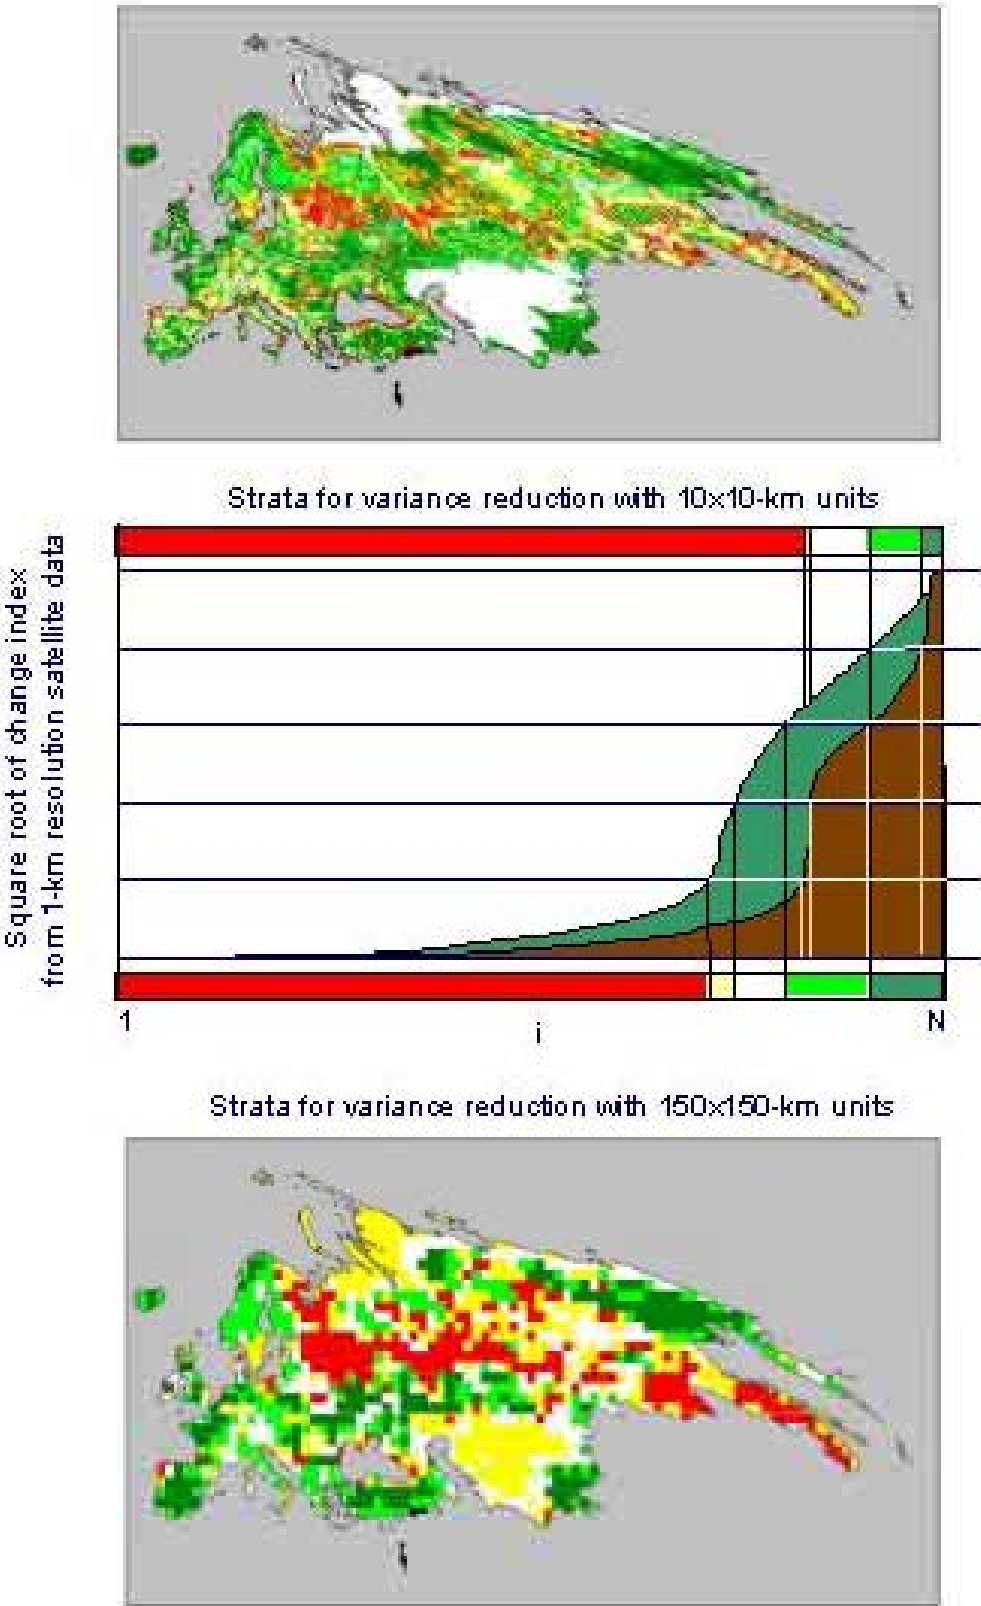 Strata for variance reduction with 10x10-km units
Square root of change index
from 1-km resolution satellite data
1
i
N
Strata for variance reduction with 150x150-km units